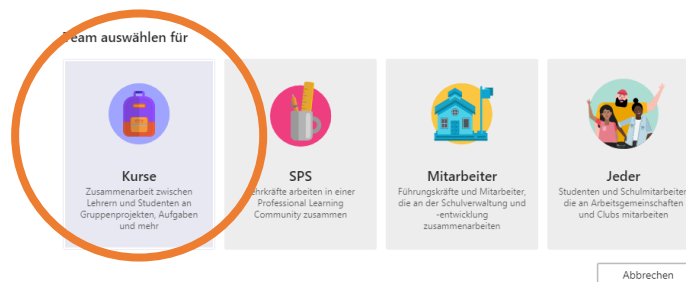 Team auswählen für
Kurse
Zusammenarbeit zwischen
Lehrern und Studenten an
Gruppenprojekten, Aufgaben
und mehr
SPS
Lehrkräfte arbeiten in einer
Professional Learning
Community zusammen
Mitarbeiter
Führungskräfte und Mitarbeiter,
die an der Schulverwaltung und
-entwicklung
zusammenarbeiten
Jeder
Studenten und Schulmitarbeiter,
die an Arbeitsgemeinschaften
und Clubs mitarbeiten
Abbrechen